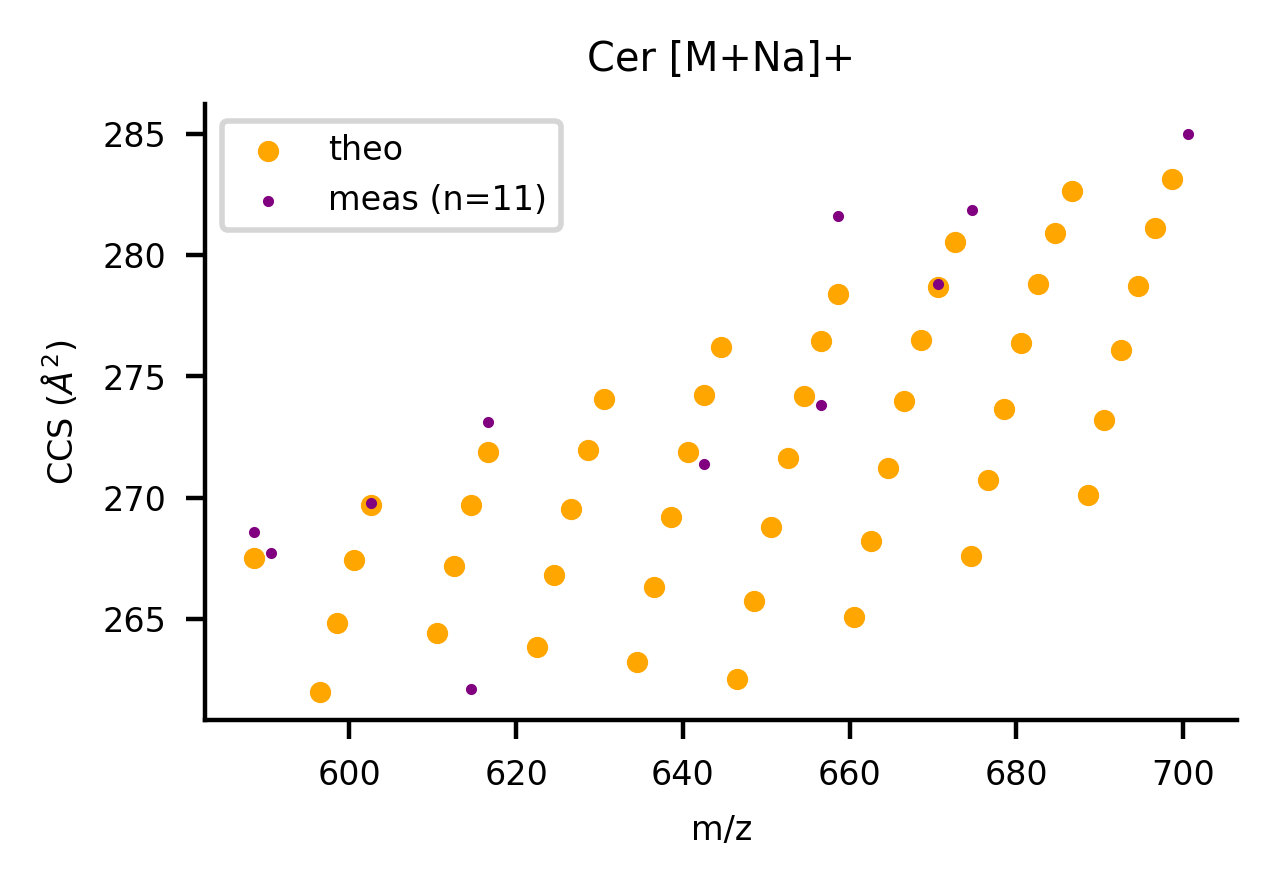 Cer [M+Na]+
theo
meas (n=11)
CCS (Å²)
285
280
275
270
265
600 620 640 660 680 700
m/z